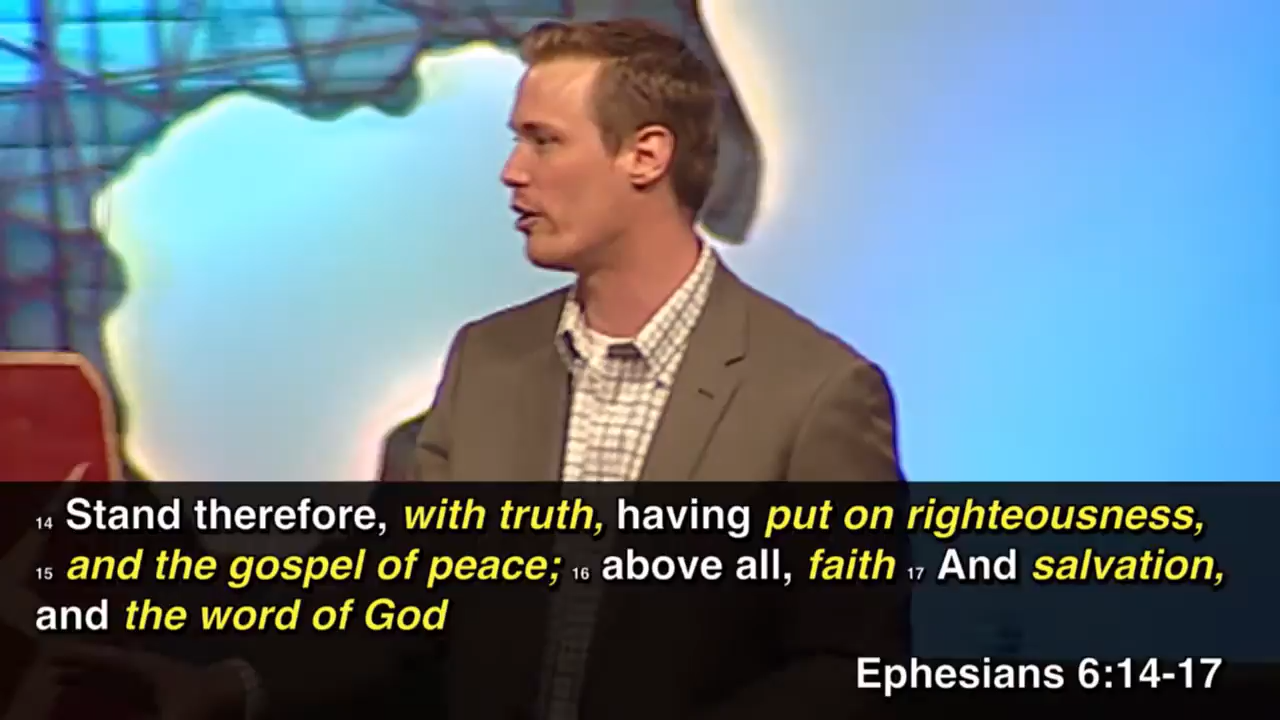 14 Stand therefore, with truth, having put on righteousness,
15 and the gospel of peace; 16 above all, faith 17 And salvation,
and the word of God
Ephesians 6:14-17